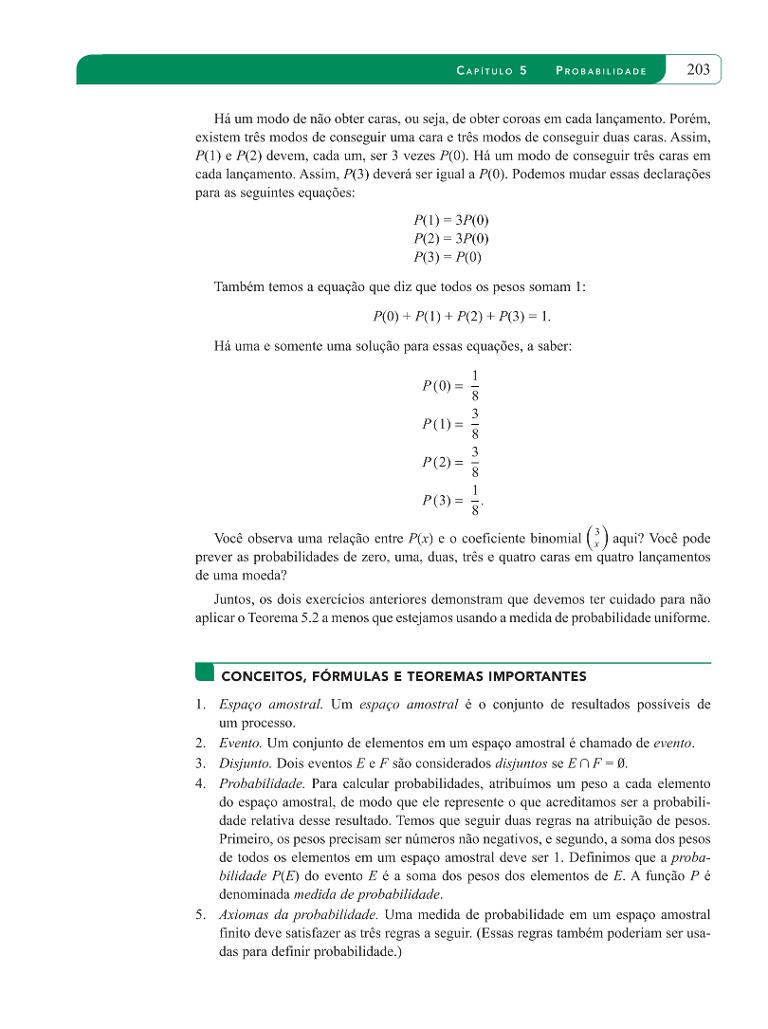 CAPÍTULO 5 PROBABILIDADE 203
Há um modo de não obter caras, ou seja, de obter coroas em cada lançamento. Porém,
existem três modos de conseguir uma cara e três modos de conseguir duas caras. Assim,
P(1) e P(2) devem, cada um, ser 3 vezes P(0). Há um modo de conseguir três caras em
cada lançamento. Assim, P(3) deverá ser igual a P(0). Podemos mudar essas declarações
para as seguintes equações:
P(1) = 3P(0)
P(2) = 3P(0)
P(3) = P(0)
Também temos a equação que diz que todos os pesos somam 1:
P(0) + P(1) + P(2) + P(3) = 1.
Há uma e somente uma solução para essas equações, a saber:
P(0) = 1/8
P(1) = 3/8
P(2) = 3/8
P(3) = 1/8.
Você observa uma relação entre P(x) e o coeficiente binomial (3 x) aqui? Você pode
prever as probabilidades de zero, uma, duas, três e quatro caras em quatro lançamentos
de uma moeda?
Juntos, os dois exercícios anteriores demonstram que devemos ter cuidado para não
aplicar o Teorema 5.2 a menos que estejamos usando a medida de probabilidade uniforme.
CONCEITOS, FÓRMULAS E TEOREMAS IMPORTANTES
1. Espaço amostral. Um espaço amostral é o conjunto de resultados possíveis de
um processo.
2. Evento. Um conjunto de elementos em um espaço amostral é chamado de evento.
3. Disjunto. Dois eventos E e F são considerados disjuntos se E ∩ F = Ø.
4. Probabilidade. Para calcular probabilidades, atribuímos um peso a cada elemento
do espaço amostral, de modo que ele represente o que acreditamos ser a probabili-
dade relativa desse resultado. Temos que seguir duas regras na atribuição de pesos.
Primeiro, os pesos precisam ser números não negativos, e segundo, a soma dos pesos
de todos os elementos em um espaço amostral deve ser 1. Definimos que a proba-
bilidade P(E) do evento E é a soma dos pesos dos elementos de E. A função P é
denominada medida de probabilidade.
5. Axiomas da probabilidade. Uma medida de probabilidade em um espaço amostral
finito deve satisfazer as três regras a seguir. (Essas regras também poderiam ser usa-
das para definir probabilidade.)